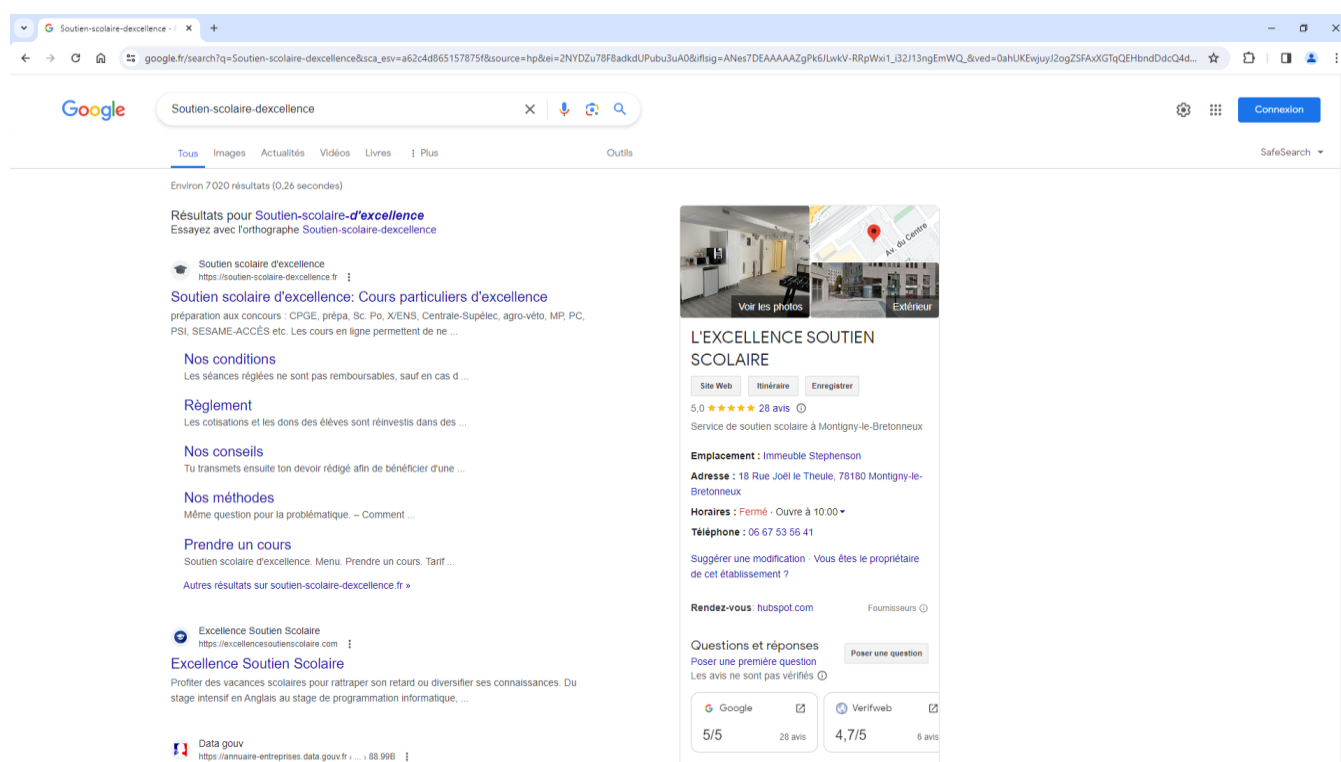 Soutien-scolaire-dexcellence - 
google.fr/search?q=Soutien-scolaire-dexcellence&sca_esv=a62c4d865157875f&source=hp&ei=2NYDZu78F8adkdUPubu3uA0&iflsig=ANes7DEAAAAAZgPk6JLwkV-RRpWxi1_i32J13ngEmWQ_&ved=0ahUKEwjuyJ2ogZSFAxXGTqQEHbndDdcQ4d...
Google
Soutien-scolaire-dexcellence
Connexion
Tous Images Actualités Vidéos Livres Plus Outils
SafeSearch
Environ 7 020 résultats (0,26 secondes)
Résultats pour Soutien-scolaire-d'excellence
Essayez avec l'orthographe Soutien-scolaire-dexcellence
Soutien scolaire d'excellence
https://soutien-scolaire-dexcellence.fr
Soutien scolaire d'excellence: Cours particuliers d'excellence
préparation aux concours : CPGE, prépa, Sc. Po, X/ENS, Centrale-Supélec, agro-véto, MP, PC,
PSI, SESAME-ACCÈS etc. Les cours en ligne permettent de ne ...
Nos conditions
Les séances réglées ne sont pas remboursables, sauf en cas d ...
Règlement
Les cotisations et les dons des élèves sont réinvestis dans des ...
Nos conseils
Tu transmets ensuite ton devoir rédigé afin de bénéficier d'une ...
Nos méthodes
Même question pour la problématique. – Comment ...
Prendre un cours
Soutien scolaire d'excellence. Menu. Prendre un cours. Tarif ...
Autres résultats sur soutien-scolaire-dexcellence.fr »
Excellence Soutien Scolaire
https://excellencesoutienscolaire.com
Excellence Soutien Scolaire
Profiter des vacances scolaires pour rattraper son retard ou diversifier ses connaissances. Du
stage intensif en Anglais au stage de programmation informatique, ...
Data gouv
https://annuaire-entreprises.data.gouv.fr › ... › 88.99B
Av. du Centre
Voir les photos
Extérieur
L'EXCELLENCE SOUTIEN
SCOLAIRE
Site Web Itinéraire Enregistrer
5,0 ★★★★★ 28 avis
Service de soutien scolaire à Montigny-le-Bretonneux
Emplacement : Immeuble Stephenson
Adresse : 18 Rue Joël le Theule, 78180 Montigny-le-
Bretonneux
Horaires : Fermé · Ouvre à 10:00
Téléphone : 06 67 53 56 41
Suggérer une modification · Vous êtes le propriétaire
de cet établissement ?
Rendez-vous: hubspot.com Fournisseurs
Questions et réponses
Poser une première question
Poser une question
Les avis ne sont pas vérifiés
Google
5/5 28 avis
Verifweb
4,7/5 6 avis